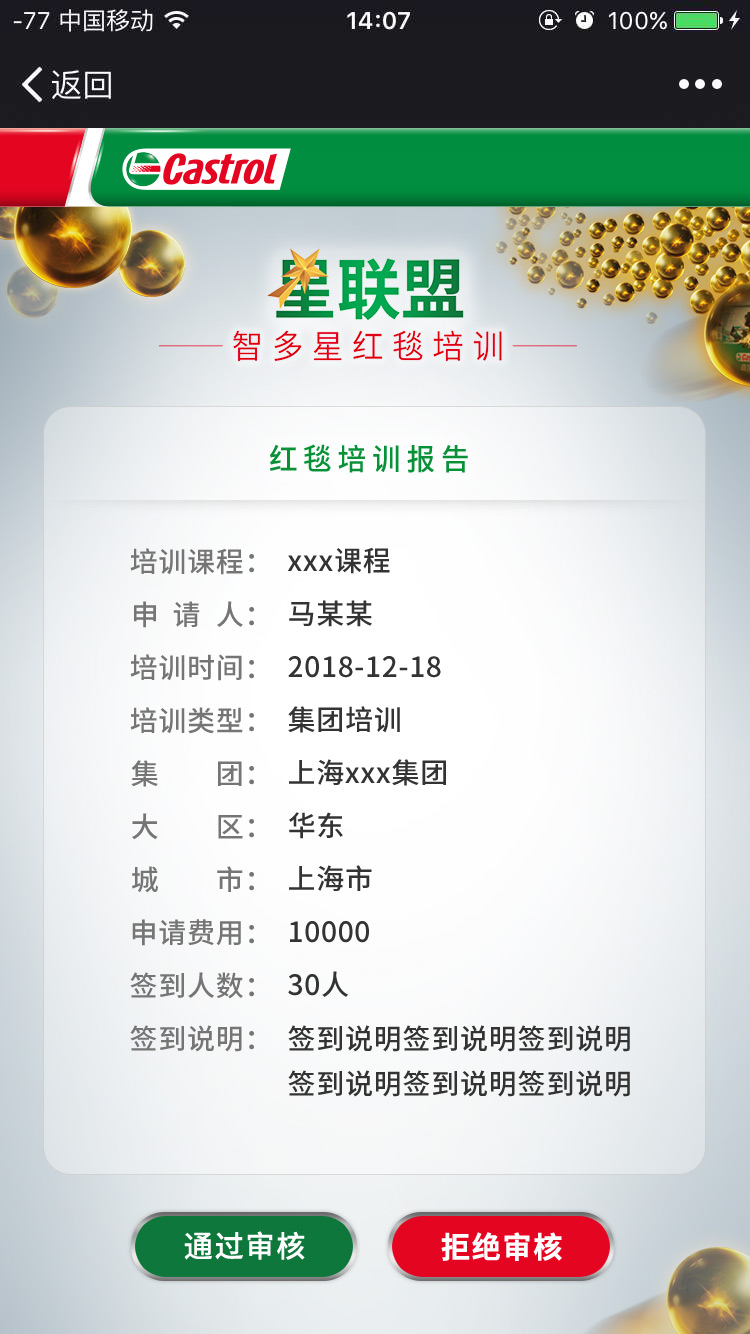 -77 中国移动 14:07 100%
返回
Castrol
星联盟
智多星红毯培训
红毯培训报告
培训课程： xxx课程
申 请 人： 马某某
培训时间： 2018-12-18
培训类型： 集团培训
集 团： 上海xxx集团
大 区： 华东
城 市： 上海市
申请费用： 10000
签到人数： 30人
签到说明： 签到说明签到说明签到说明
签到说明签到说明签到说明
通过审核 拒绝审核